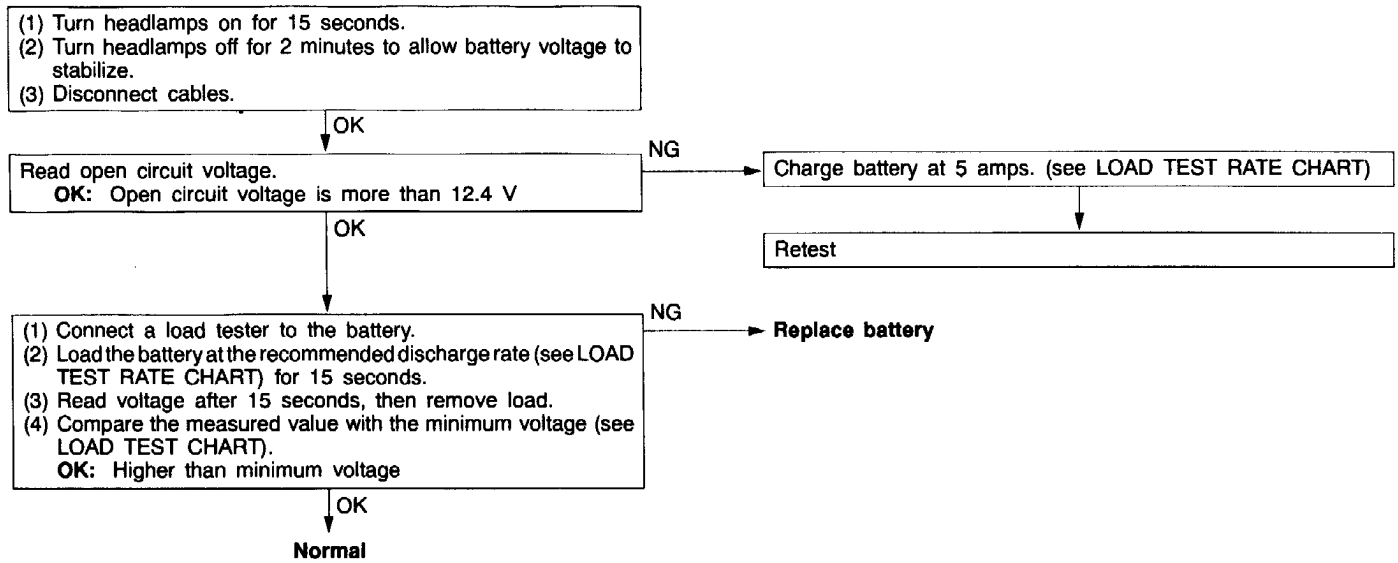 (1) Turn headlamps on for 15 seconds.
(2) Turn headlamps off for 2 minutes to allow battery voltage to
stabilize.
(3) Disconnect cables.
OK
Read open circuit voltage.
OK: Open circuit voltage is more than 12.4 V
NG
Charge battery at 5 amps. (see LOAD TEST RATE CHART)
Retest
OK
(1) Connect a load tester to the battery.
(2) Load the battery at the recommended discharge rate (see LOAD
TEST RATE CHART) for 15 seconds.
(3) Read voltage after 15 seconds, then remove load.
(4) Compare the measured value with the minimum voltage (see
LOAD TEST CHART).
OK: Higher than minimum voltage
NG
Replace battery
OK
Normal